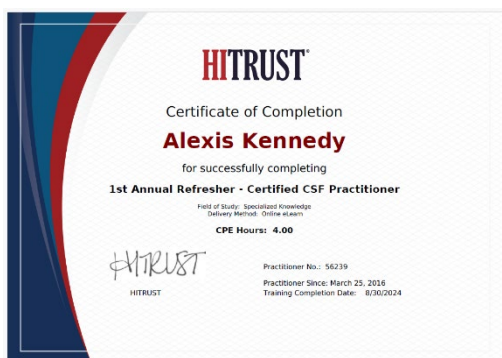 HITRUST®
Certificate of Completion
Alexis Kennedy
for successfully completing
1st Annual Refresher - Certified CSF Practitioner
Field of Study: Specialized Knowledge
Delivery Method: Online eLearn
CPE Hours: 4.00
HITRUST
HITRUST
Practitioner No.: 56239
Practitioner Since: March 25, 2016
Training Completion Date: 8/30/2024